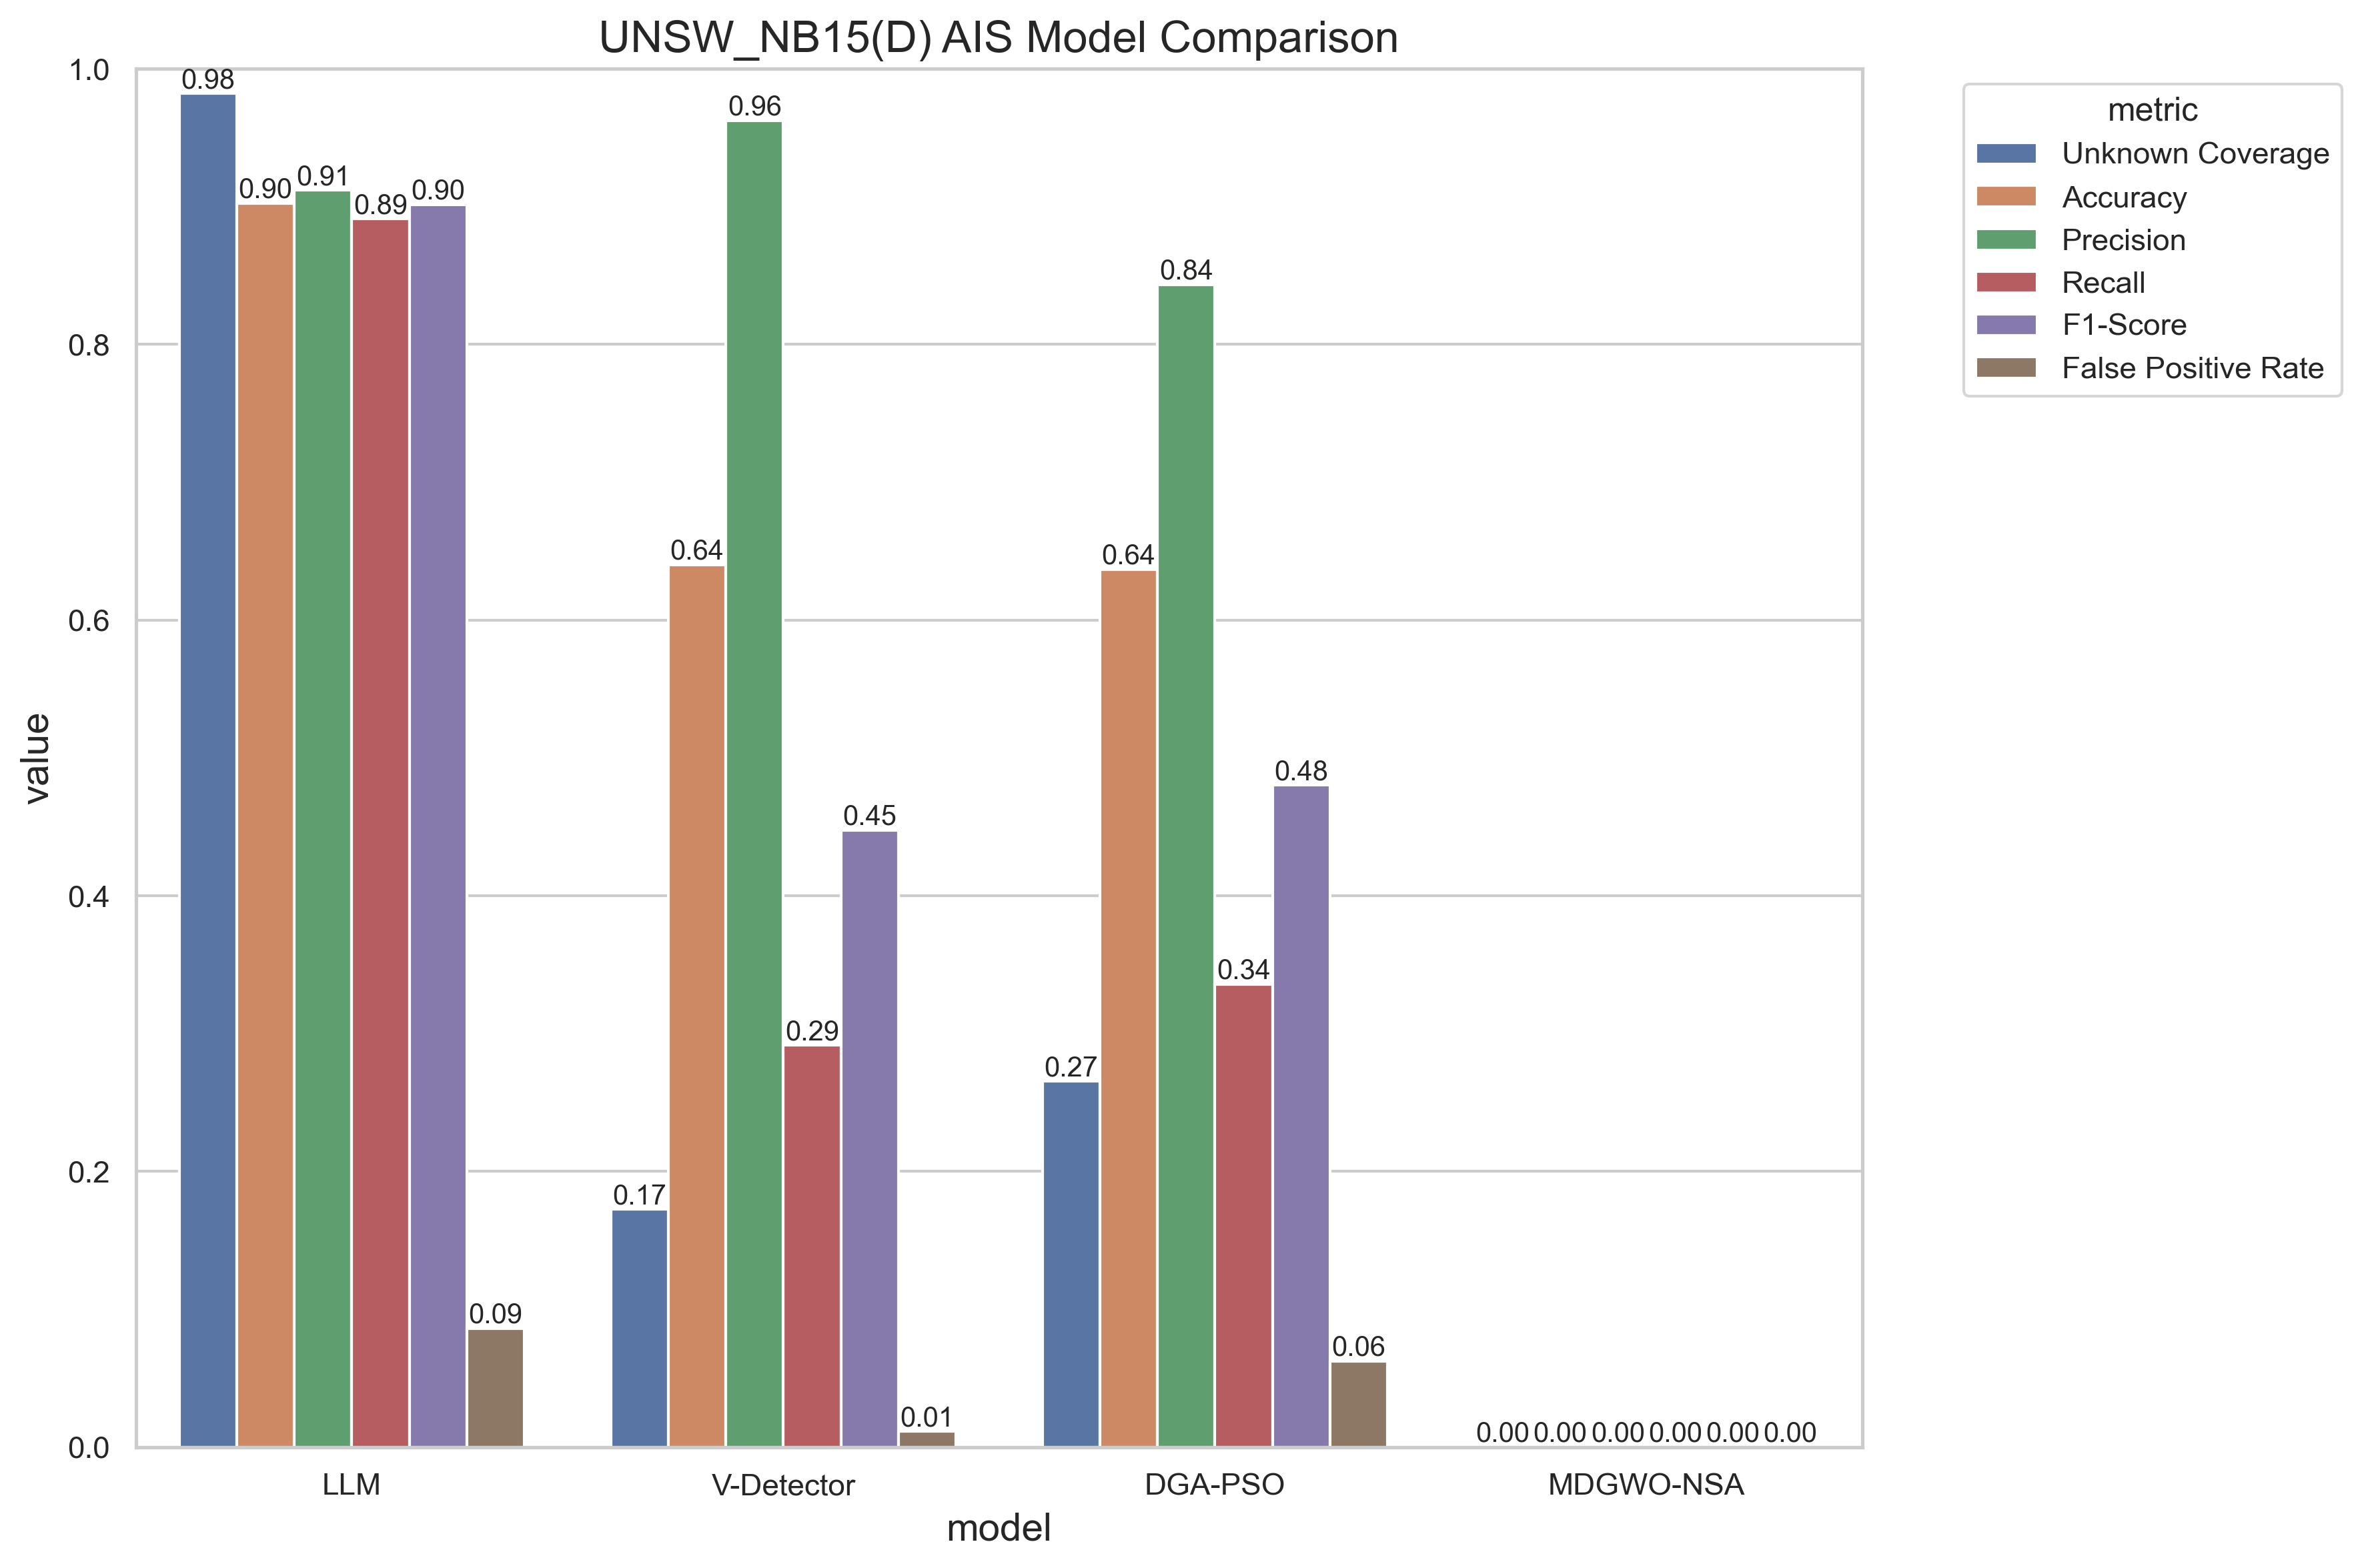 UNSW_NB15(D) AIS Model Comparison
1.0
0.8
0.6
0.4
0.2
0.0
value
0.98
0.90
0.91
0.89
0.90
0.09
0.17
0.64
0.96
0.29
0.45
0.01
0.27
0.64
0.84
0.34
0.48
0.06
0.00
0.00
0.00
0.00
0.00
0.00
LLM
V-Detector
DGA-PSO
MDGWO-NSA
model
metric
Unknown Coverage
Accuracy
Precision
Recall
F1-Score
False Positive Rate